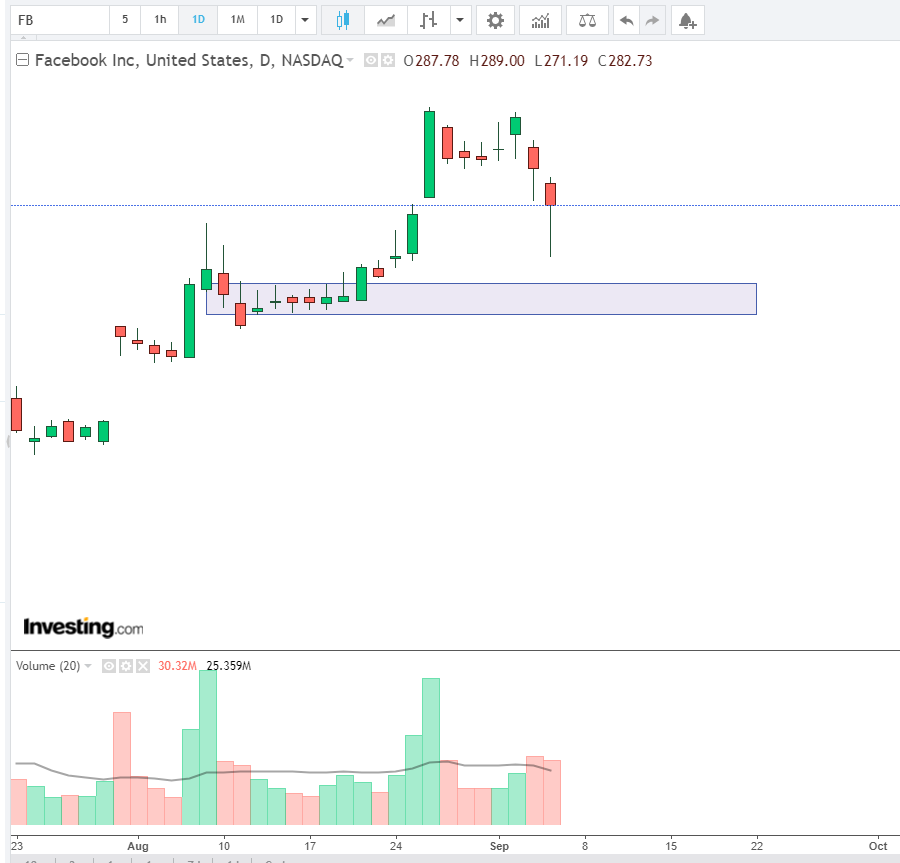 FB 5 1h 1D 1M 1D
Facebook Inc, United States, D, NASDAQ O287.78 H289.00 L271.19 C282.73
Investing.com
Volume (20) 30.32M 25.359M
23 Aug 10 17 24 Sep 8 15 22 Oct